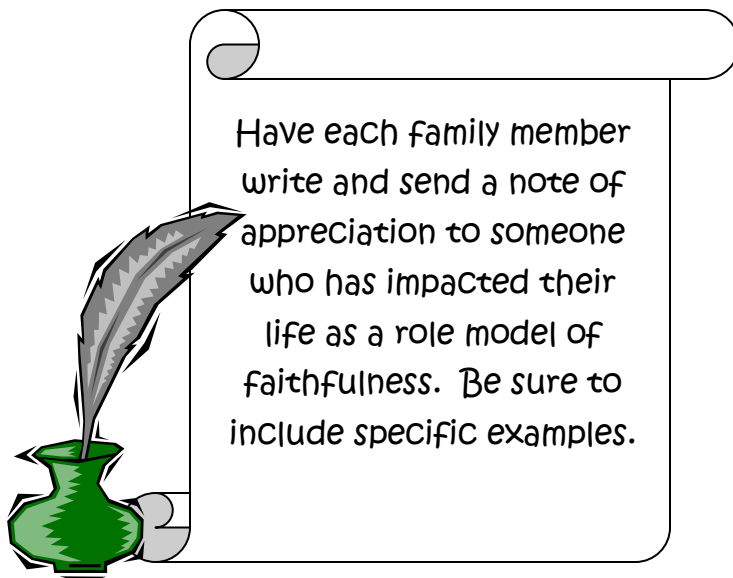 Have each family member
write and send a note of
appreciation to someone
who has impacted their
life as a role model of
faithfulness.  Be sure to
include specific examples.